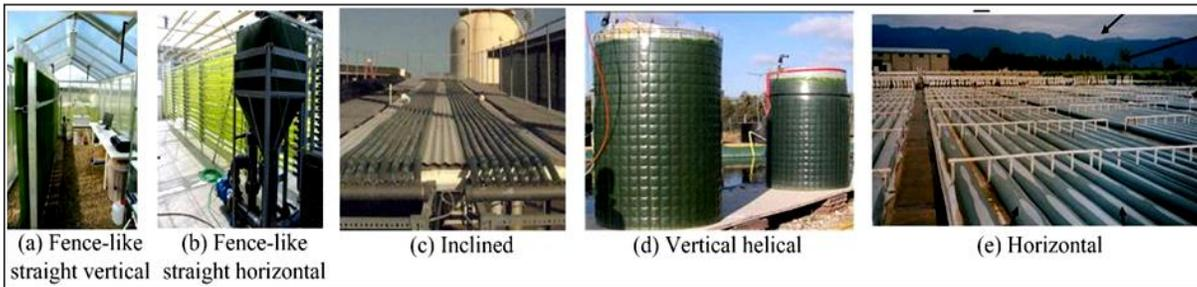 (a) Fence-like
straight vertical
(b) Fence-like
straight horizontal
(c) Inclined
(d) Vertical helical
(e) Horizontal